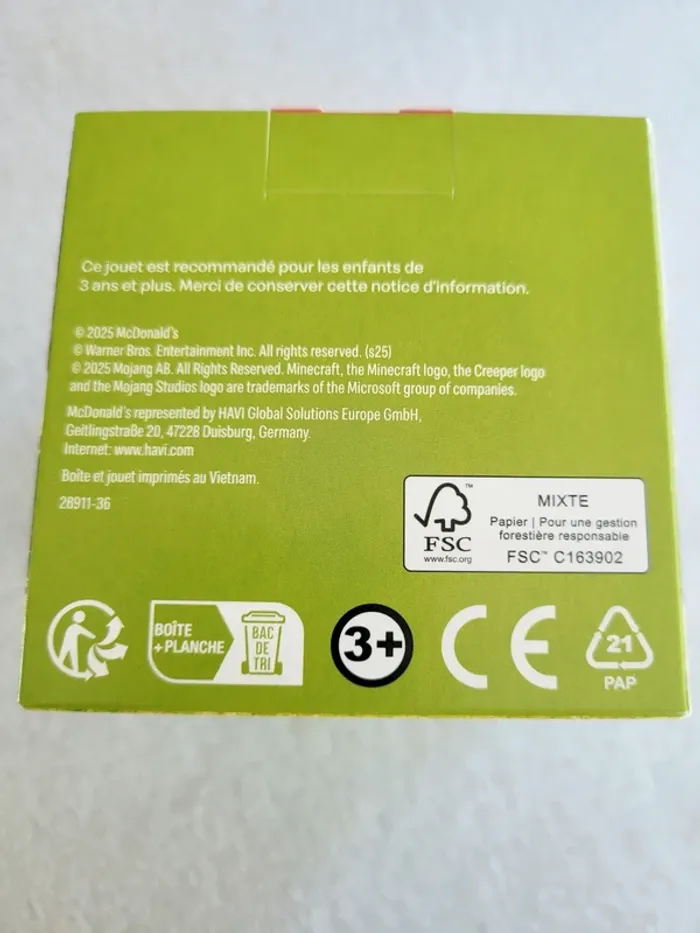 Ce jouet est recommandé pour les enfants de
3 ans et plus. Merci de conserver cette notice d'information.
© 2025 McDonald's
© Warner Bros. Entertainment Inc. All rights reserved. (s25)
© 2025 Mojang AB. All Rights Reserved. Minecraft, the Minecraft logo, the Creeper logo
and the Mojang Studios logo are trademarks of the Microsoft group of companies.
McDonald's represented by HAVI Global Solutions Europe GmbH,
Geitlingstraße 20, 47228 Duisburg, Germany.
Internet: www.havi.com
Boîte et jouet imprimés au Vietnam.
28911-36
FSC
www.fsc.org
MIXTE
Papier | Pour une gestion
forestière responsable
FSC™ C163902
BOÎTE
+ PLANCHE
BAC
DE
TRI
3+
CE
21
PAP